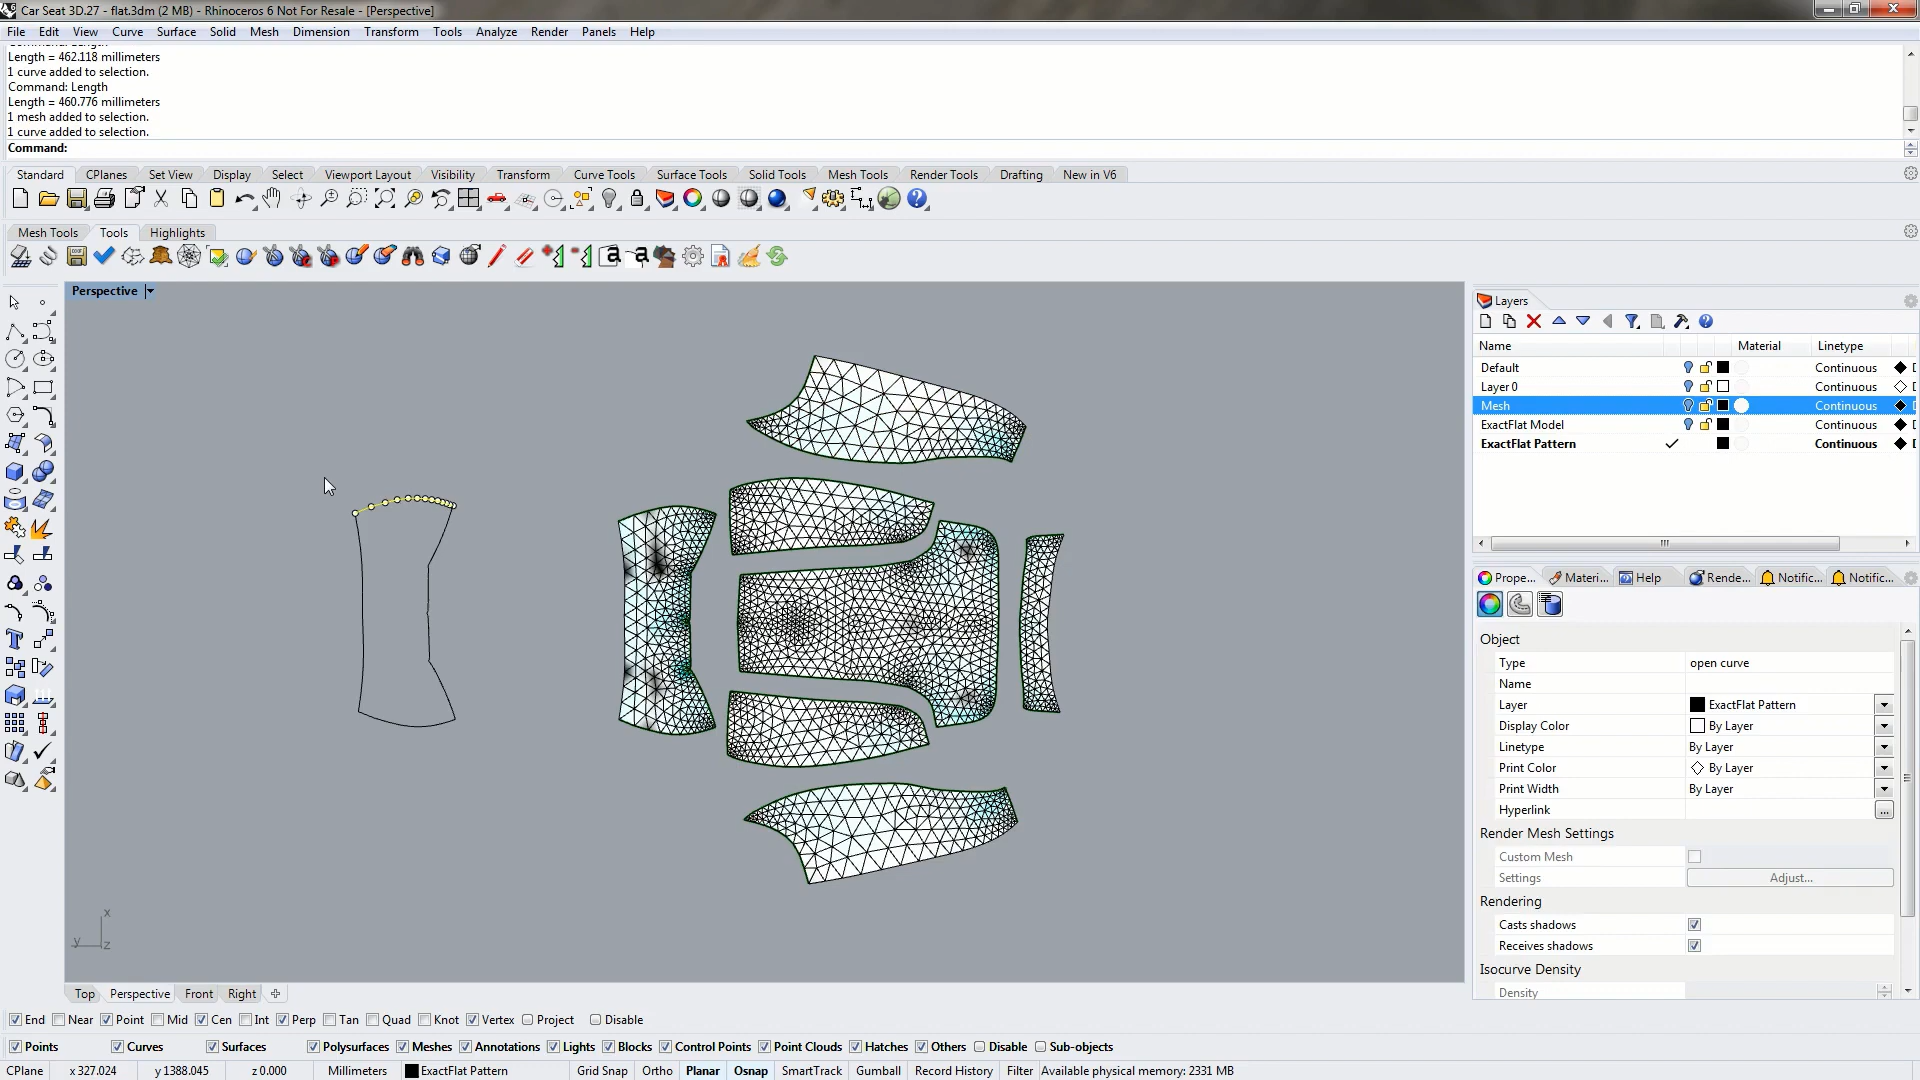 Car Seat 3D.27 - flat.3dm (2 MB) - Rhinoceros 6 Not For Resale - [Perspective]
File Edit View Curve Surface Solid Mesh Dimension Transform Tools Analyze Render Panels Help
Command: Length
Length = 462.118 millimeters
1 curve added to selection.
Command: Length
Length = 460.776 millimeters
1 mesh added to selection.
1 curve added to selection.
Command:
Standard CPlanes Set View Display Select Viewport Layout Visibility Transform Curve Tools Surface Tools Solid Tools Mesh Tools Render Tools Drafting New in V6
Mesh Tools Tools Highlights
Perspective
Layers
Name Material Linetype
Default Continuous
Layer 0 Continuous
Mesh Continuous
ExactFlat Model Continuous
ExactFlat Pattern Continuous
Prope... Materi... Help Rende... Notific... Notific...
Object
Type open curve
Name
Layer ExactFlat Pattern
Display Color By Layer
Linetype By Layer
Print Color By Layer
Print Width By Layer
Hyperlink ...
Render Mesh Settings
Custom Mesh
Settings Adjust...
Rendering
Casts shadows
Receives shadows
Isocurve Density
Density
x
y z
Top Perspective Front Right
End Near Point Mid Cen Int Perp Tan Quad Knot Vertex Project Disable
Points Curves Surfaces Polysurfaces Meshes Annotations Lights Blocks Control Points Point Clouds Hatches Others Disable Sub-objects
CPlane x 327.024 y 1388.045 z 0.000 Millimeters ExactFlat Pattern Grid Snap Ortho Planar Osnap SmartTrack Gumball Record History Filter Available physical memory: 2331 MB